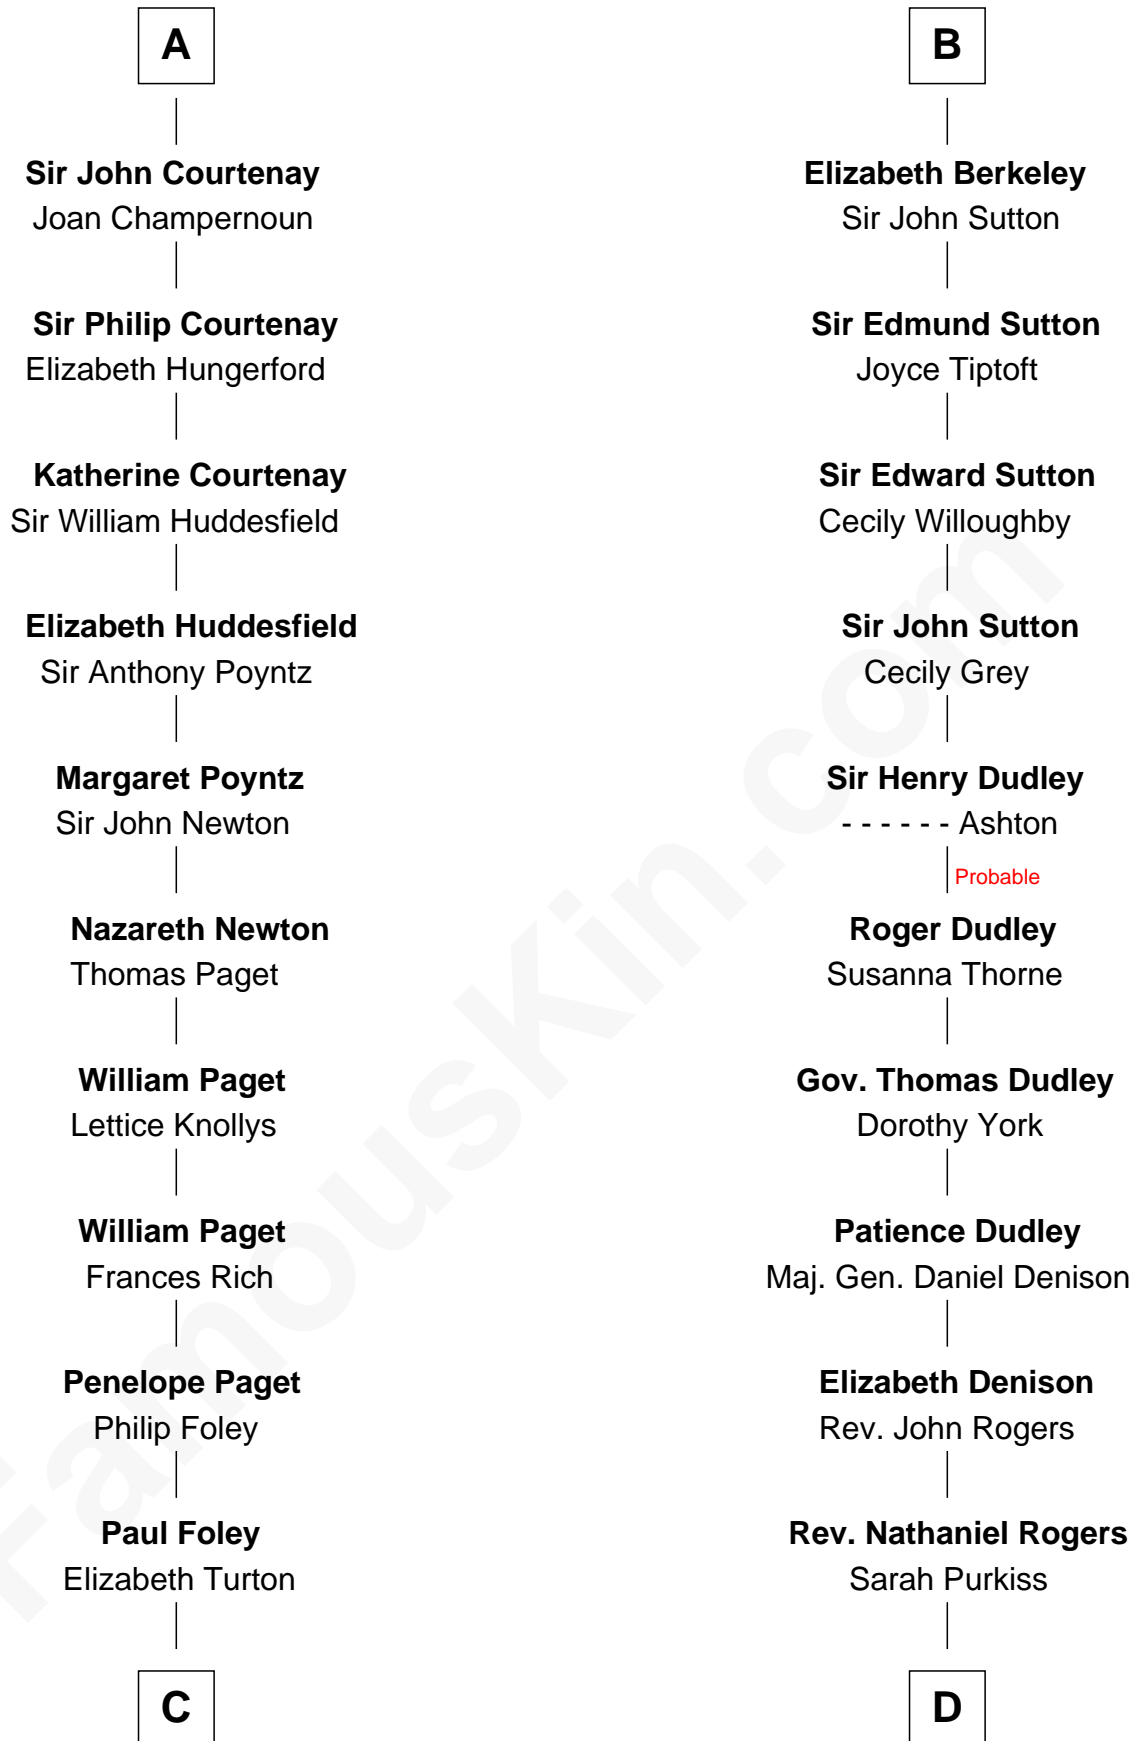 A
Sir John Courtenay
Joan Champernoun
Sir Philip Courtenay
Elizabeth Hungerford
Katherine Courtenay
Sir William Huddesfield
Elizabeth Huddesfield
Sir Anthony Poyntz
Margaret Poyntz
Sir John Newton
Nazareth Newton
Thomas Paget
William Paget
Lettice Knollys
William Paget
Frances Rich
Penelope Paget
Philip Foley
Paul Foley
Elizabeth Turton
C
B
Elizabeth Berkeley
Sir John Sutton
Sir Edmund Sutton
Joyce Tiptoft
Sir Edward Sutton
Cecily Willoughby
Sir John Sutton
Cecily Grey
Sir Henry Dudley
- - - - - - Ashton
Probable
Roger Dudley
Susanna Thorne
Gov. Thomas Dudley
Dorothy York
Patience Dudley
Maj. Gen. Daniel Denison
Elizabeth Denison
Rev. John Rogers
Rev. Nathaniel Rogers
Sarah Purkiss
D
FamousKin.com